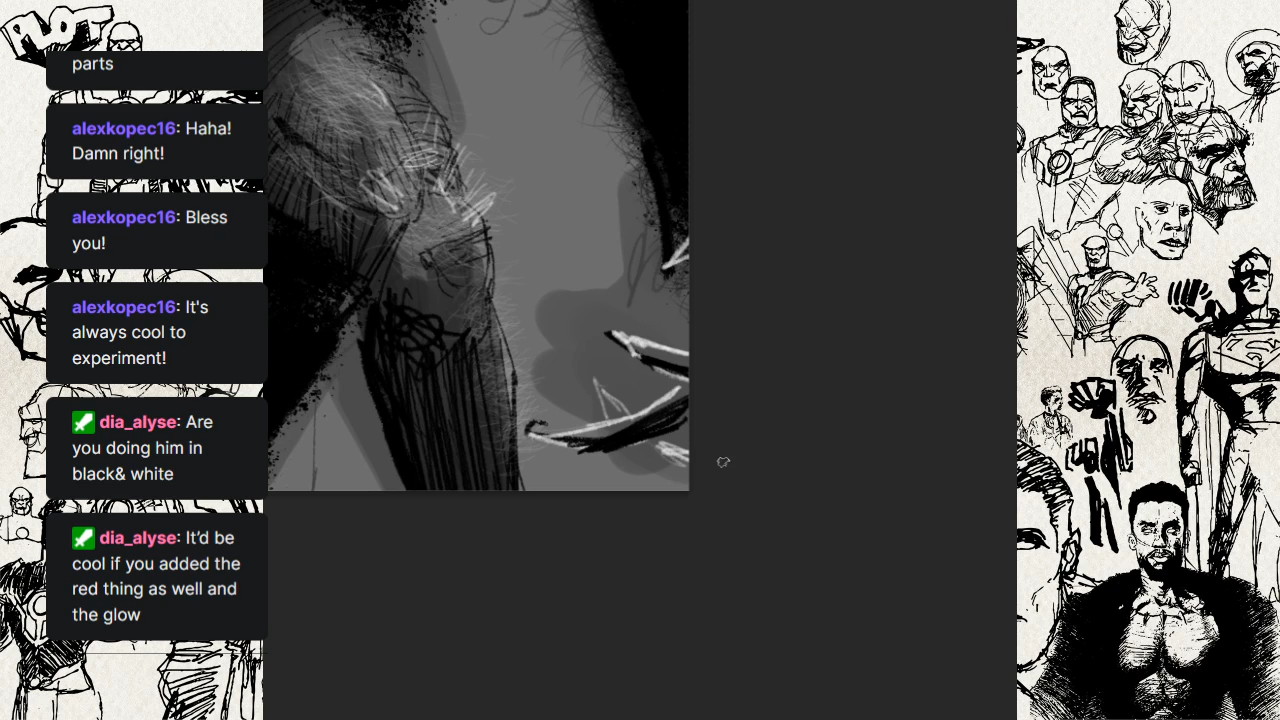 PLOT
parts
alexkopec16: Haha!
Damn right!
alexkopec16: Bless
you!
alexkopec16: It's
always cool to
experiment!
dia_alyse: Are
you doing him in
black& white
dia_alyse: It’d be
cool if you added the
red thing as well and
the glow